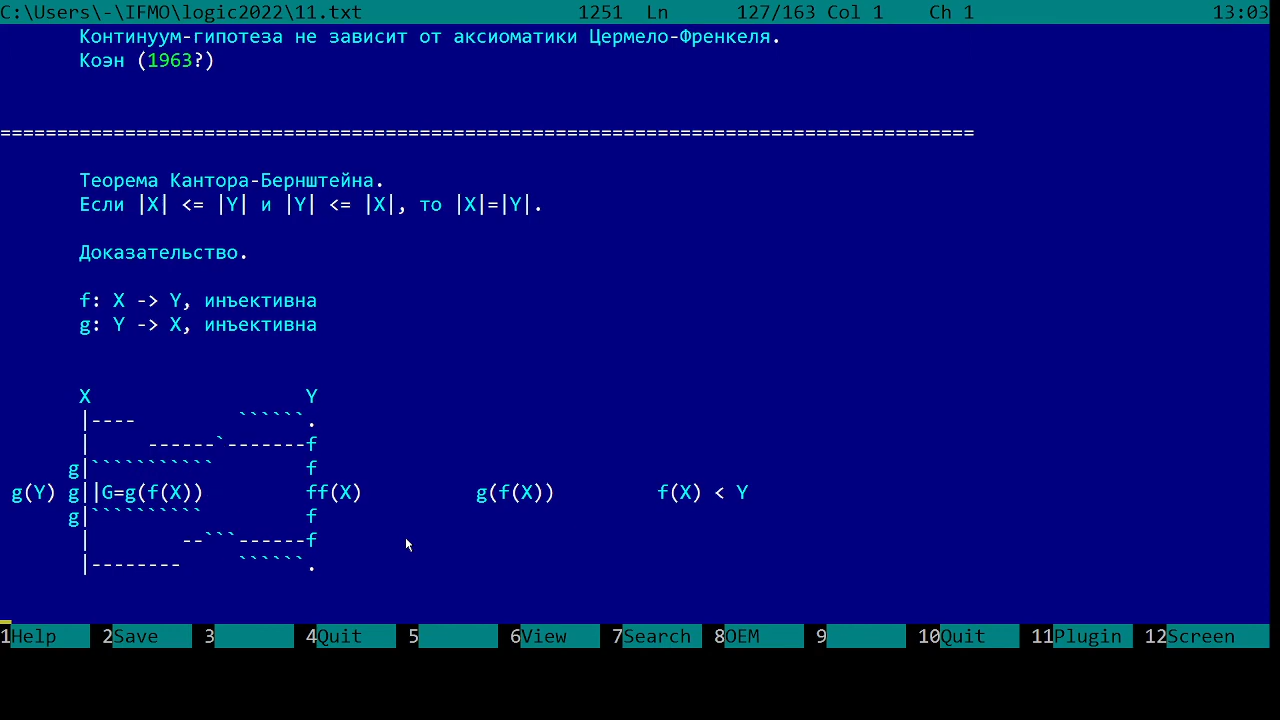 C:\Users\-\IFMO\logic2022\11.txt 1251 Ln 127/163 Col 1 Ch 1 13:03
Континуум-гипотеза не зависит от аксиоматики Цермело-Френкеля.
Коэн (1963?)
======================================================================================
Теорема Кантора-Бернштейна.
Если |X| <= |Y| и |Y| <= |X|, то |X|=|Y|.
Доказательство.
f: X -> Y, инъективна
g: Y -> X, инъективна
X Y
|---- ``````.
| ------`-------f
g|``````````` f
g(Y) g||G=g(f(X)) ff(X) g(f(X)) f(X) < Y
g|`````````` f
| --```------f
|-------- ``````.
1Help 2Save 3 4Quit 5 6View 7Search 8OEM 9 10Quit 11Plugin 12Screen